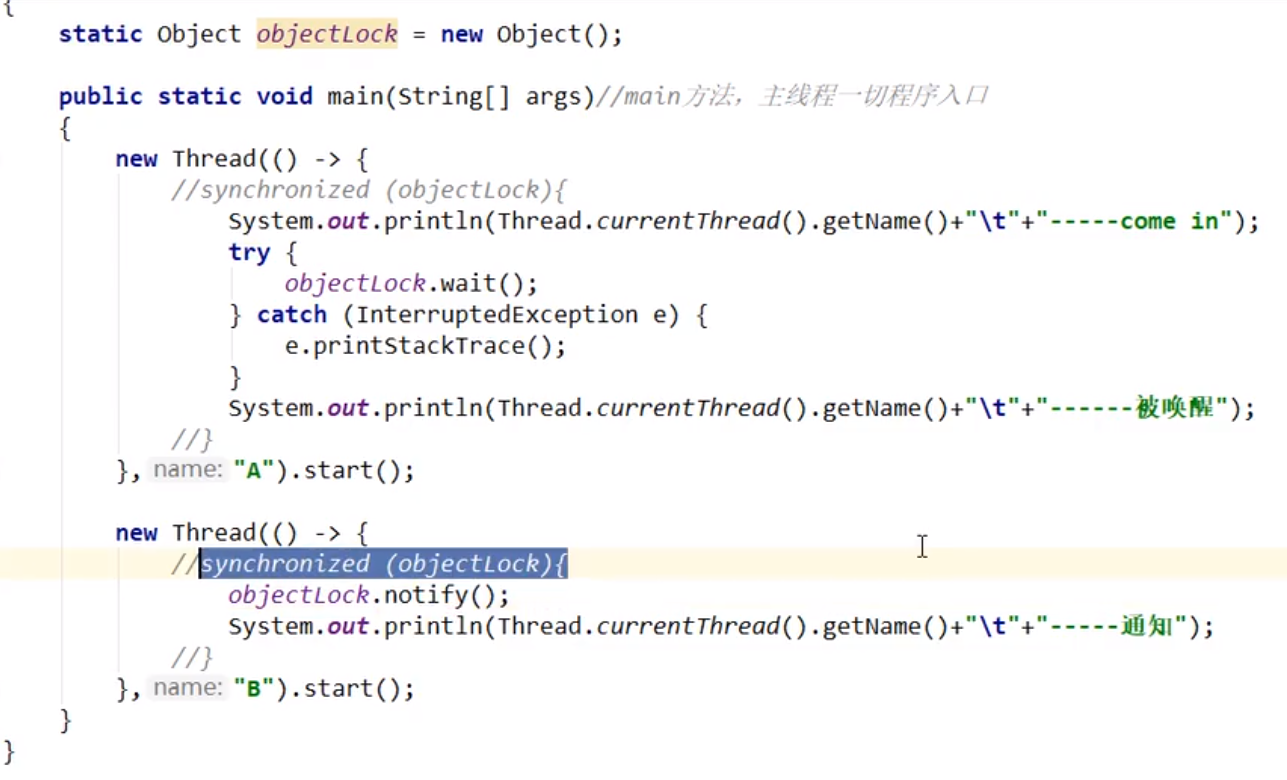 {
static Object objectLock = new Object();
public static void main(String[] args)//main方法，主线程一切程序入口
{
new Thread(() -> {
//synchronized (objectLock){
System.out.println(Thread.currentThread().getName()+"\t"+"-----come in");
try {
objectLock.wait();
} catch (InterruptedException e) {
e.printStackTrace();
}
System.out.println(Thread.currentThread().getName()+"\t"+"------被唤醒");
//}
}, name: "A").start();
new Thread(() -> {
//synchronized (objectLock){
objectLock.notify();
System.out.println(Thread.currentThread().getName()+"\t"+"-----通知");
//}
}, name: "B").start();
}
}